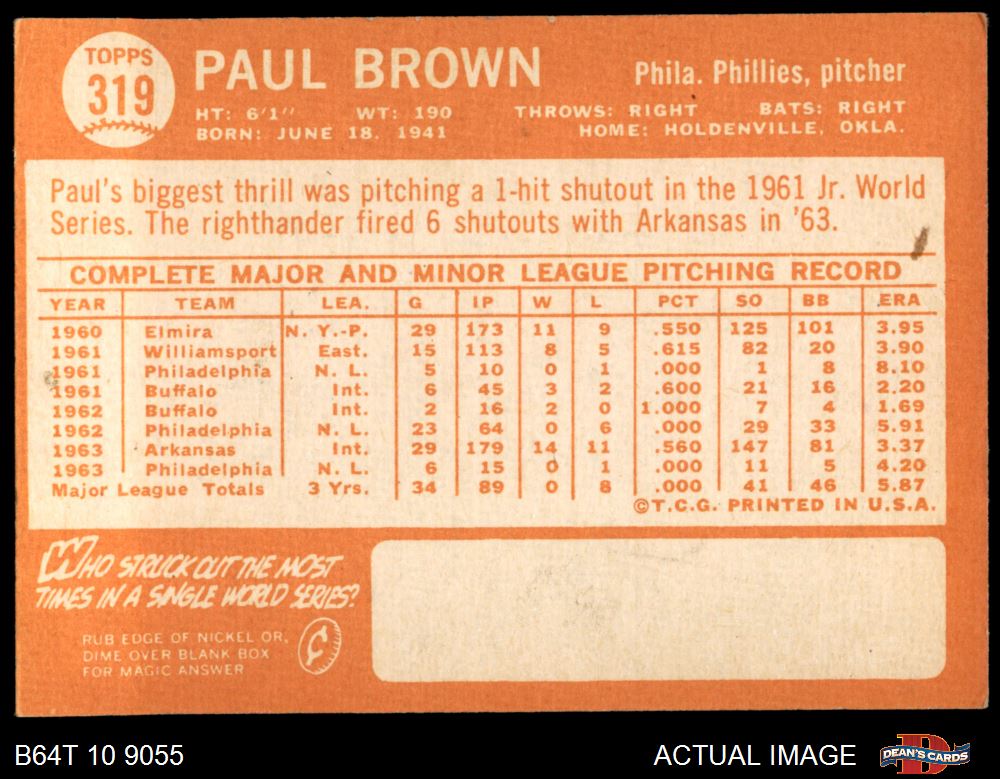 TOPPS
319
PAUL BROWN
Phila. Phillies, pitcher
HT: 6'1" WT: 190 THROWS: RIGHT BATS: RIGHT
BORN: JUNE 18, 1941 HOME: HOLDENVILLE, OKLA.
Paul's biggest thrill was pitching a 1-hit shutout in the 1961 Jr. World
Series. The righthander fired 6 shutouts with Arkansas in '63.
COMPLETE MAJOR AND MINOR LEAGUE PITCHING RECORD
YEAR TEAM LEA. G IP W L PCT SO BB ERA
1960 Elmira N. Y.-P. 29 173 11 9 .550 125 101 3.95
1961 Williamsport East. 15 113 8 5 .615 82 20 3.90
1961 Philadelphia N. L. 5 10 0 1 .000 1 8 8.10
1961 Buffalo Int. 6 45 3 2 .600 21 16 2.20
1962 Buffalo Int. 2 16 2 0 1.000 7 4 1.69
1962 Philadelphia N. L. 23 64 0 6 .000 29 33 5.91
1963 Arkansas Int. 29 179 14 11 .560 147 81 3.37
1963 Philadelphia N. L. 6 15 0 1 .000 11 5 4.20
Major League Totals 3 Yrs. 34 89 0 8 .000 41 46 5.87
©T.C.G. PRINTED IN U.S.A.
WHO STRUCK OUT THE MOST
TIMES IN A SINGLE WORLD SERIES?
RUB EDGE OF NICKEL OR,
DIME OVER BLANK BOX
FOR MAGIC ANSWER
¢
B64T 10 9055
ACTUAL IMAGE
DEAN'S CARDS